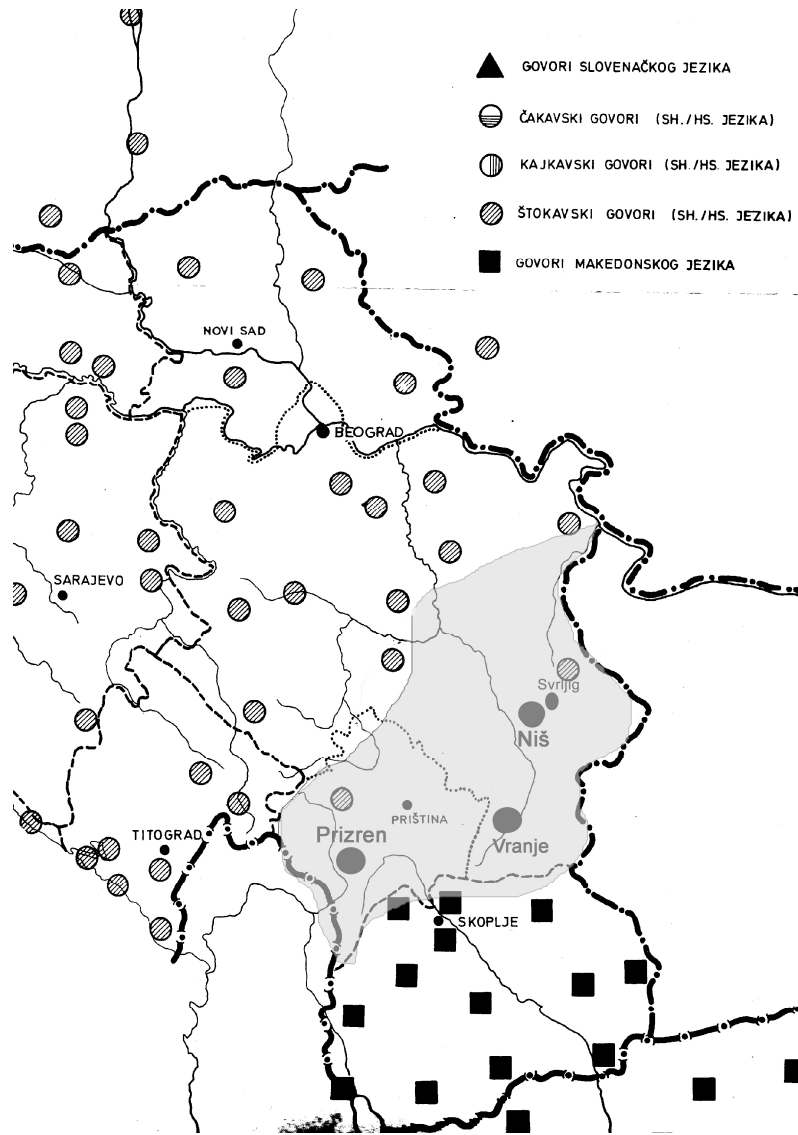 GOVORI SLOVENAČKOG JEZIKA
ČAKAVSKI GOVORI (SH./HS. JEZIKA)
KAJKAVSKI GOVORI (SH./HS. JEZIKA)
ŠTOKAVSKI GOVORI (SH./HS. JEZIKA)
GOVORI MAKEDONSKOG JEZIKA
NOVI SAD
BEOGRAD
SARAJEVO
Svrljig
Niš
PRIŠTINA
Prizren
Vranje
TITOGRAD
SKOPLJE